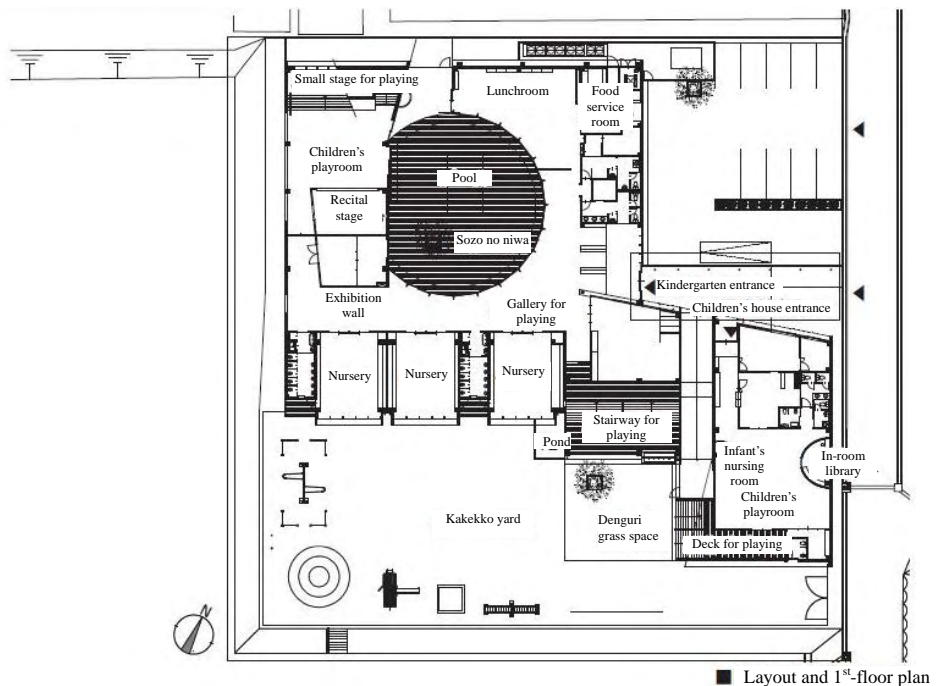 Small stage for playing
Lunchroom
Food
service
room
Children's
playroom
Pool
Recital
stage
Sozo no niwa
Kindergarten entrance
Exhibition
wall
Gallery for
playing
Children's house entrance
Nursery
Nursery
Nursery
Stairway for
playing
Pond
Infant's
nursing
room
In-room
library
Children's
playroom
Kakekko yard
Denguri
grass space
Deck for playing
N
Layout and 1st-floor plan